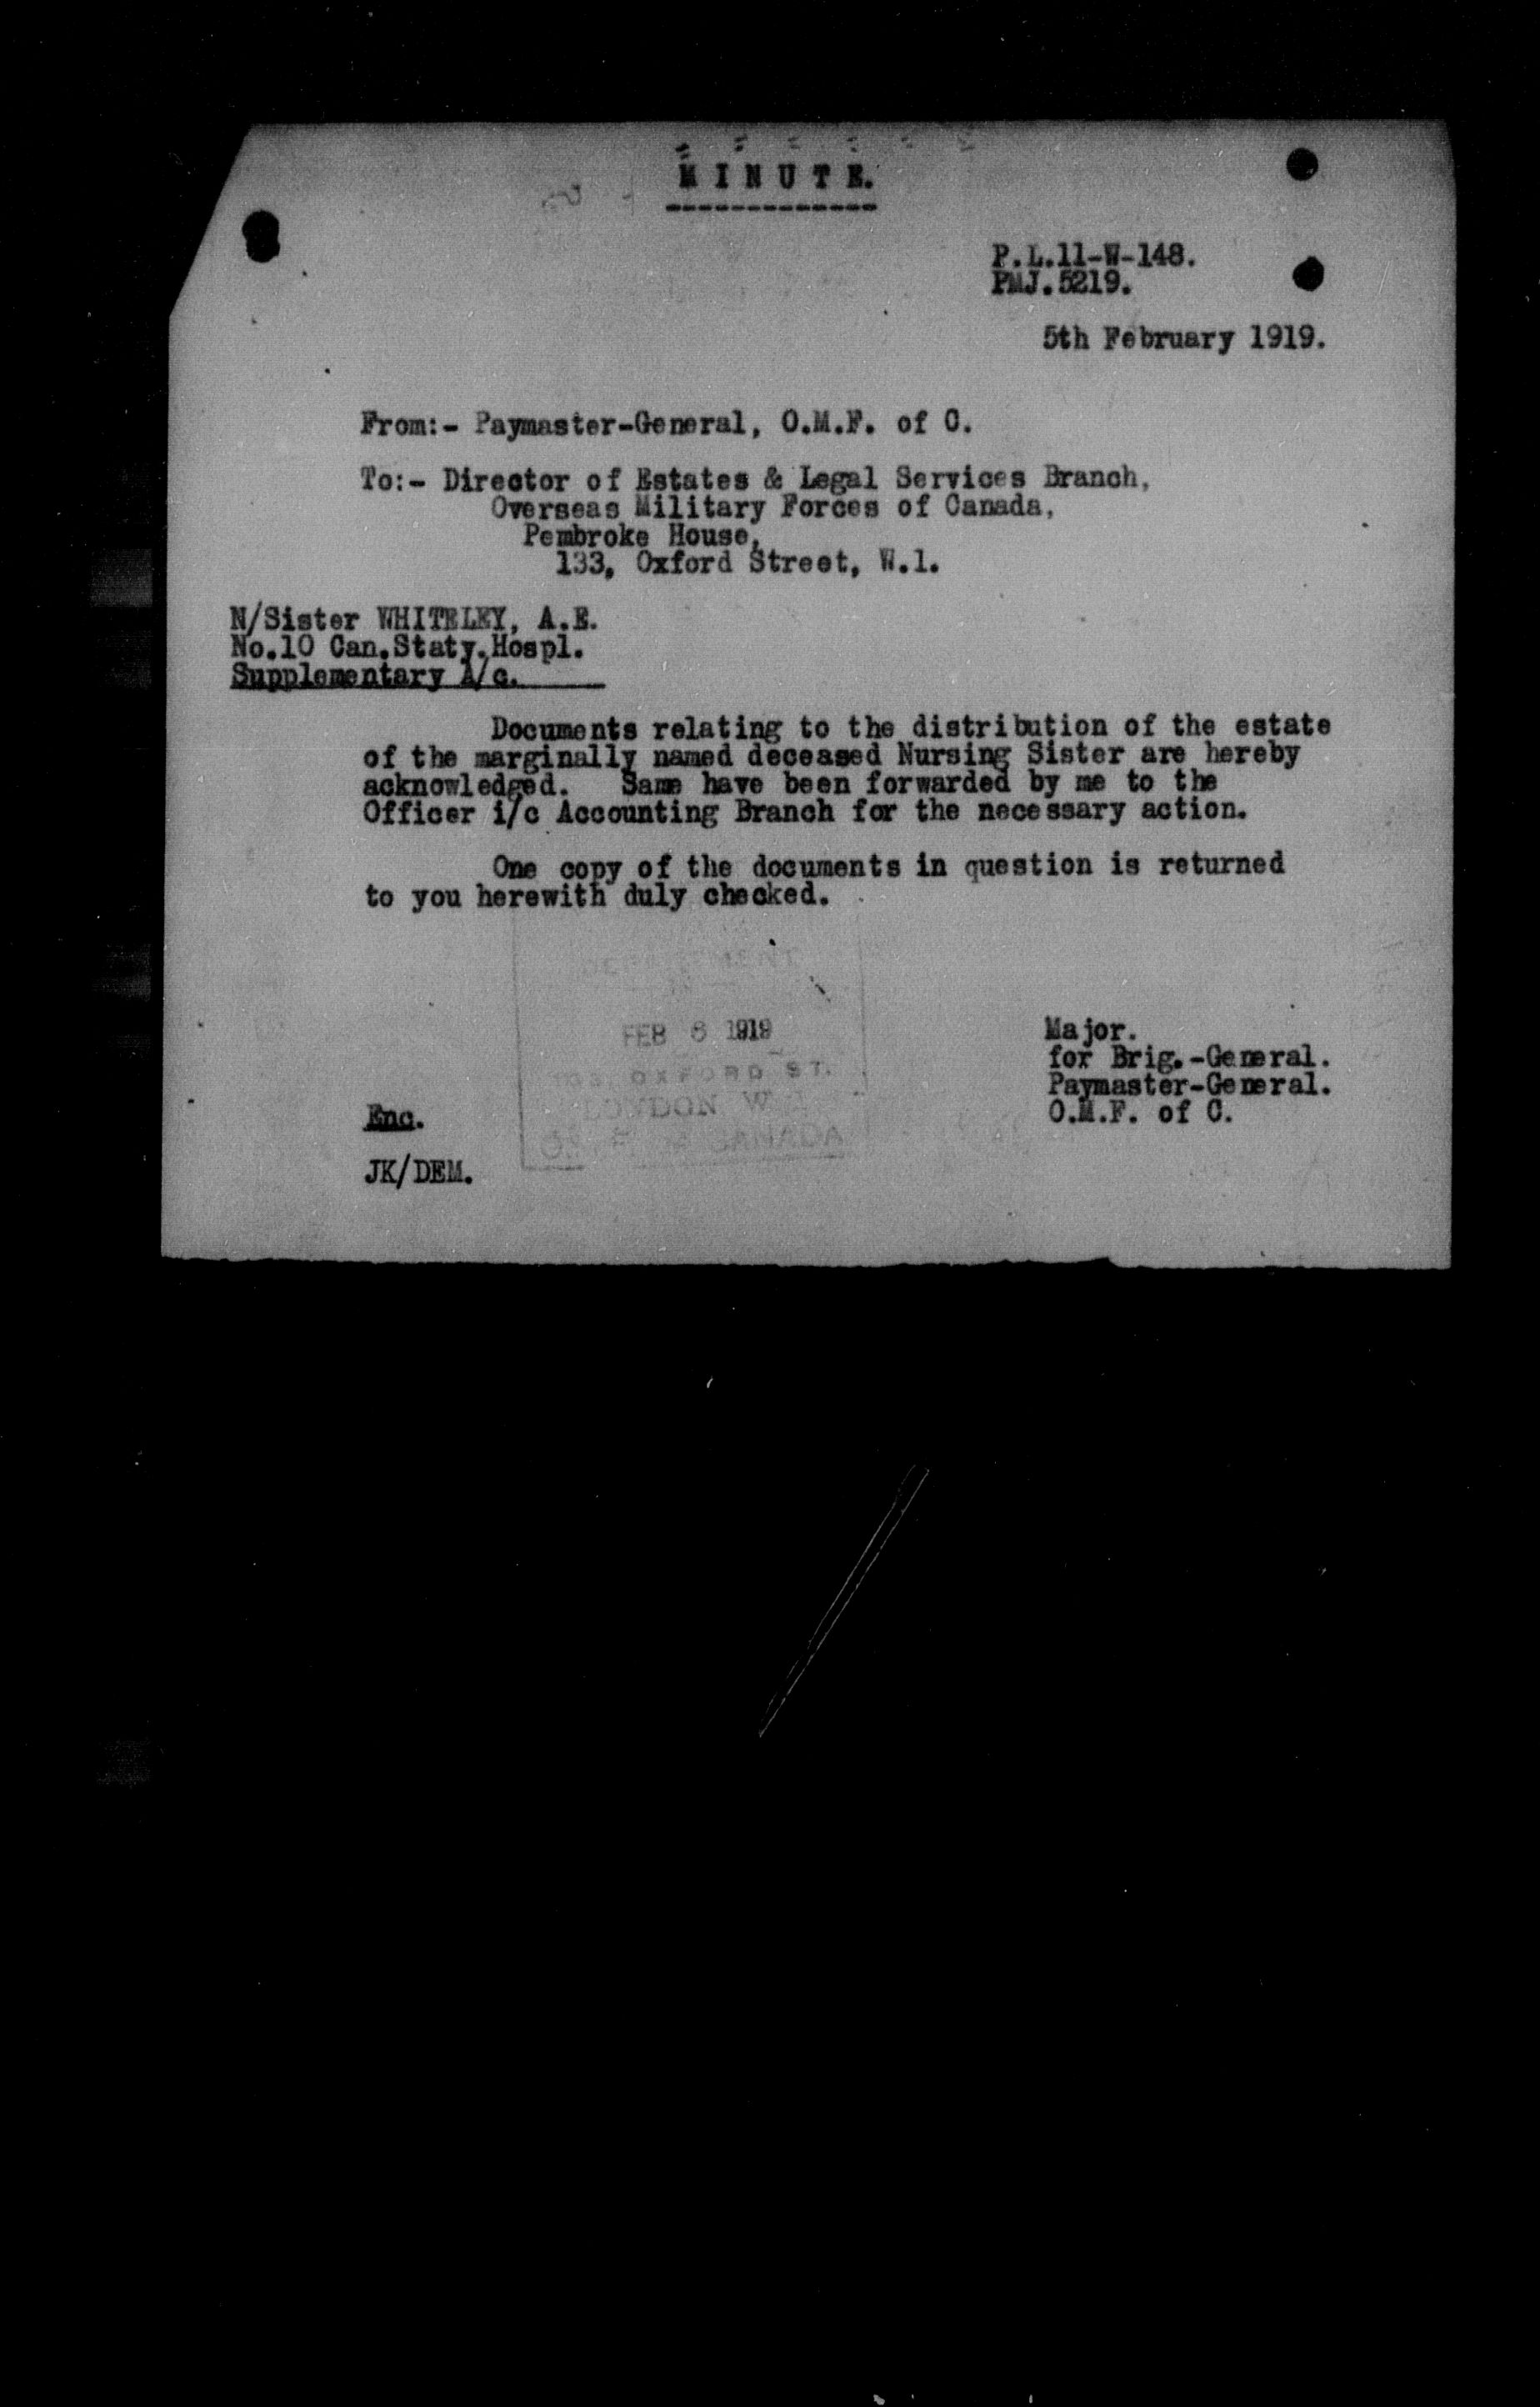 MINUTE.
P.L.11-W-148.
PMJ.5219.
5th February 1919.
From:- Paymaster-General, O.M.F. of C.
To:- Director of Estates & Legal Services Branch,
Overseas Military Forces of Canada,
Pembroke House,
133, Oxford Street, W.1.
N/Sister WHITELEY, A.E.
No.10 Can.Staty.Hospl.
Supplementary A/c.
Documents relating to the distribution of the estate
of the marginally named deceased Nursing Sister are hereby
acknowledged. Same have been forwarded by me to the
Officer i/c Accounting Branch for the necessary action.
One copy of the documents in question is returned
to you herewith duly checked.
DEPARTMENT
FEB 6 1919
OXFORD ST.
LONDON W.
CANADA
Major.
for Brig.-General.
Paymaster-General.
O.M.F. of C.
Enc.
JK/DEM.